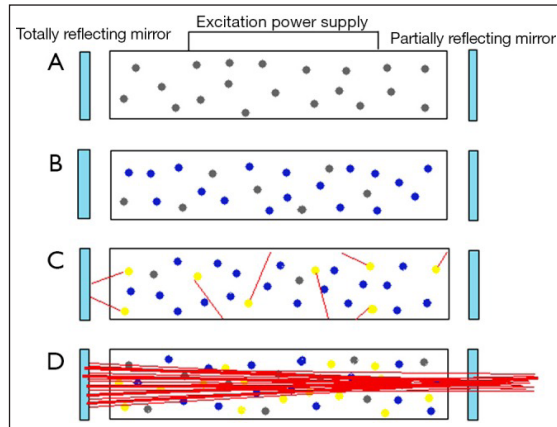 Excitation power supply
Totally reflecting mirror
Partially reflecting mirror
A
B
C
D